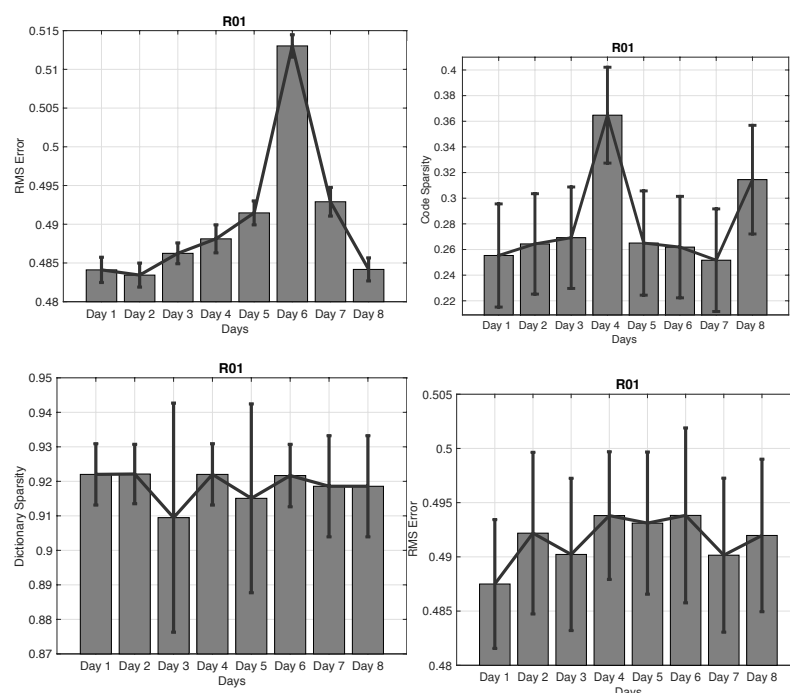 R01
0.515
0.51
0.505
0.5
0.495
0.49
0.485
0.48
RMS Error
Day 1 Day 2 Day 3 Day 4 Day 5 Day 6 Day 7 Day 8
Days
R01
0.4
0.38
0.36
0.34
0.32
0.3
0.28
0.26
0.24
0.22
Code Sparsity
Day 1 Day 2 Day 3 Day 4 Day 5 Day 6 Day 7 Day 8
Days
R01
0.95
0.94
0.93
0.92
0.91
0.9
0.89
0.88
0.87
Dictionary Sparsity
Day 1 Day 2 Day 3 Day 4 Day 5 Day 6 Day 7 Day 8
Days
R01
0.505
0.5
0.495
0.49
0.485
0.48
RMS Error
Day 1 Day 2 Day 3 Day 4 Day 5 Day 6 Day 7 Day 8
Days